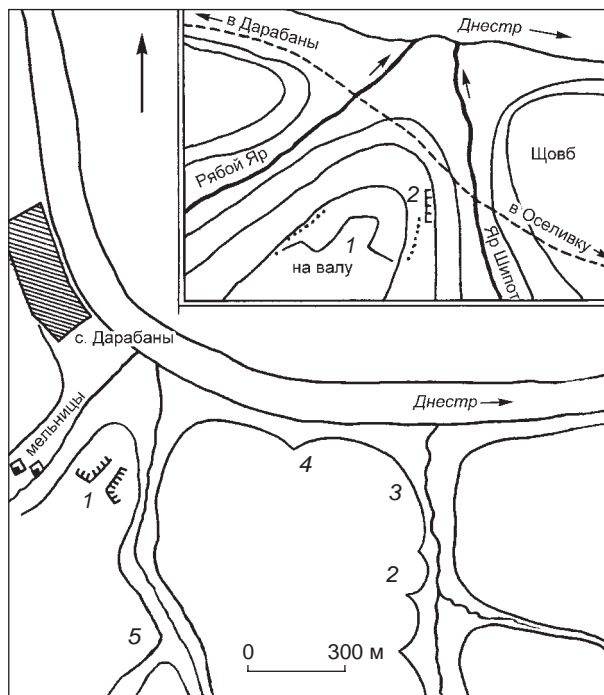 в Дарабаны
Днестр
Рябой Яр
Щовб
2
1
на валу
в Оселивку
Яр Шипот
с. Дарабаны
мельницы
Днестр
1
4
3
2
5
0 300 м